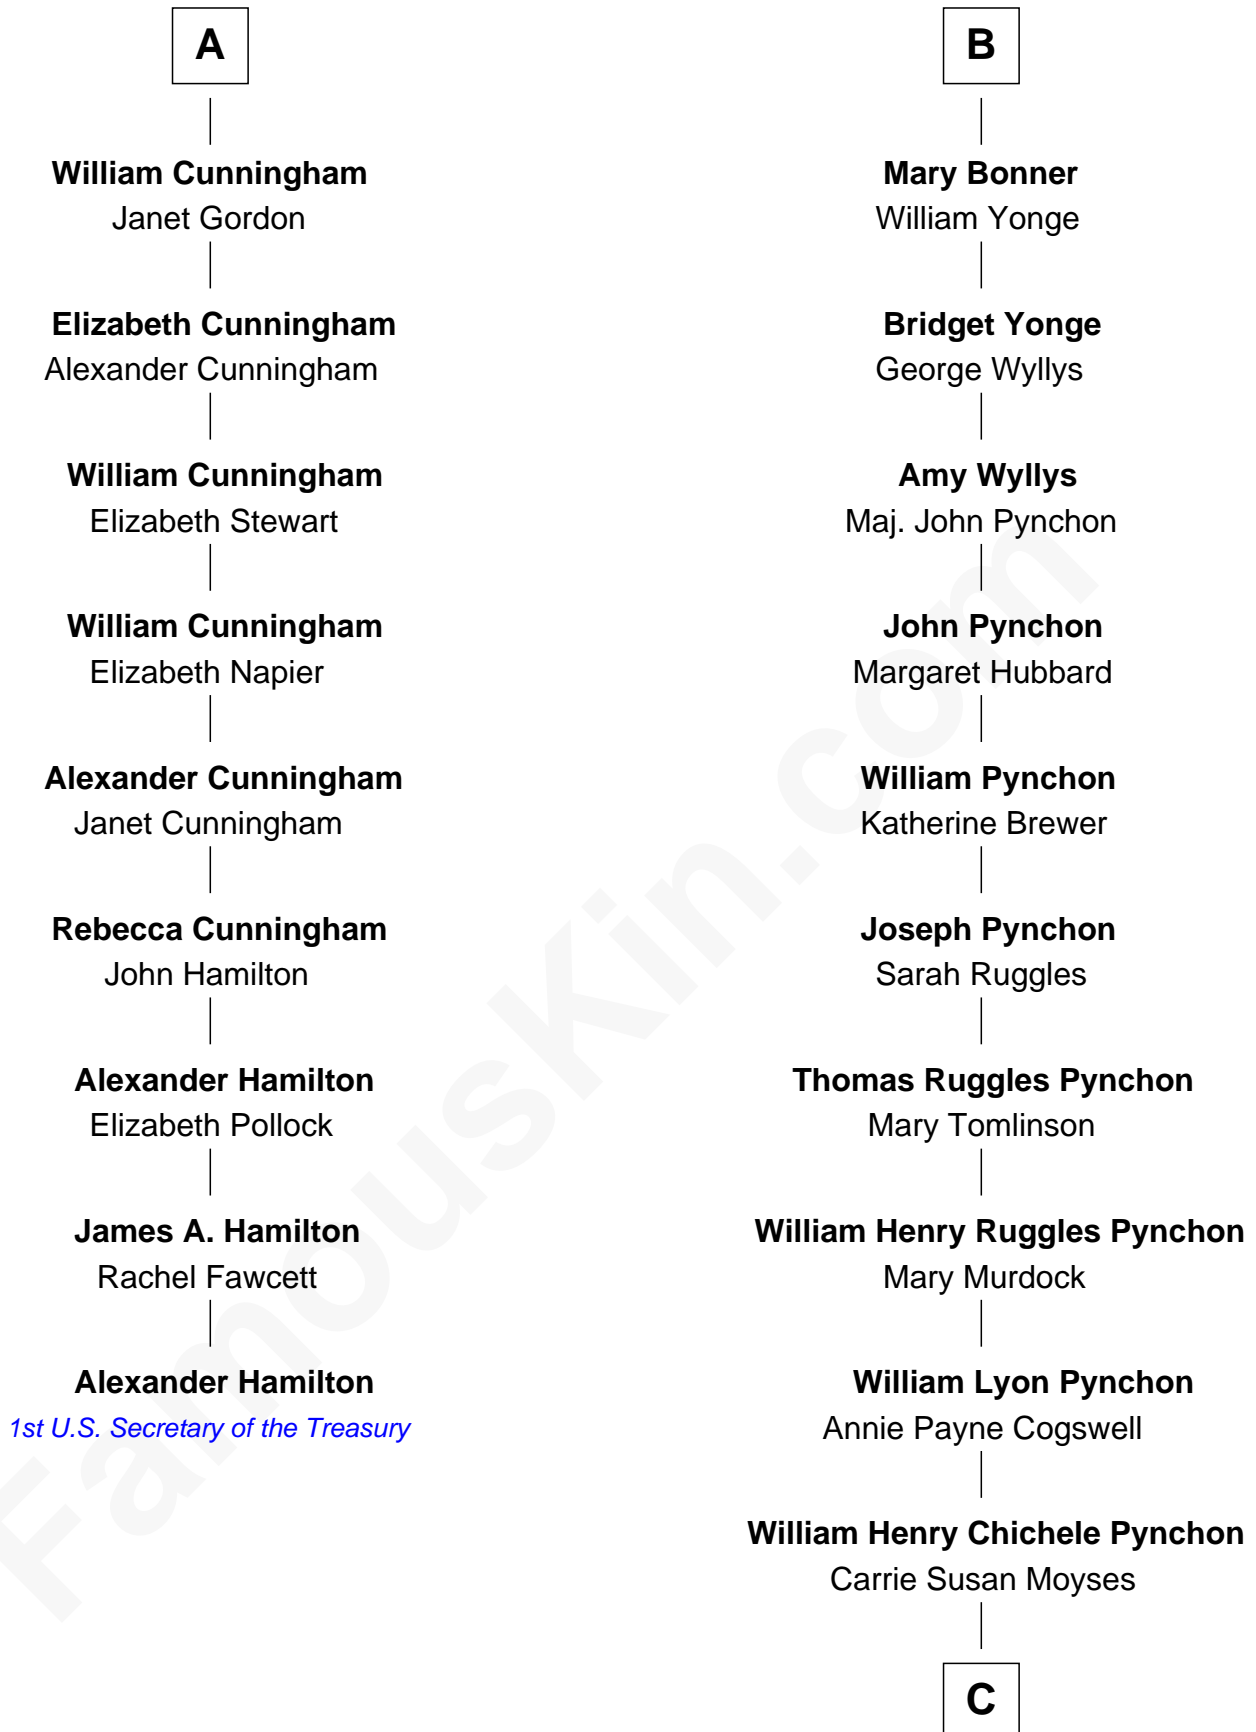 A
William Cunningham
Janet Gordon
Elizabeth Cunningham
Alexander Cunningham
William Cunningham
Elizabeth Stewart
William Cunningham
Elizabeth Napier
Alexander Cunningham
Janet Cunningham
Rebecca Cunningham
John Hamilton
Alexander Hamilton
Elizabeth Pollock
James A. Hamilton
Rachel Fawcett
Alexander Hamilton
1st U.S. Secretary of the Treasury
B
Mary Bonner
William Yonge
Bridget Yonge
George Wyllys
Amy Wyllys
Maj. John Pynchon
John Pynchon
Margaret Hubbard
William Pynchon
Katherine Brewer
Joseph Pynchon
Sarah Ruggles
Thomas Ruggles Pynchon
Mary Tomlinson
William Henry Ruggles Pynchon
Mary Murdock
William Lyon Pynchon
Annie Payne Cogswell
William Henry Chichele Pynchon
Carrie Susan Moyses
C
FamousKin.com